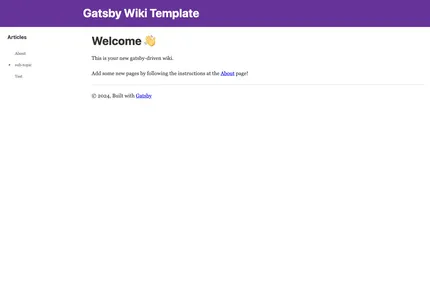 Gatsby Wiki Template
Articles
About
wiki-topic
Test
Welcome 👋
This is your new gatsby-driven wiki.
Add some new pages by following the instructions at the About page!
© 2024, Built with Gatsby